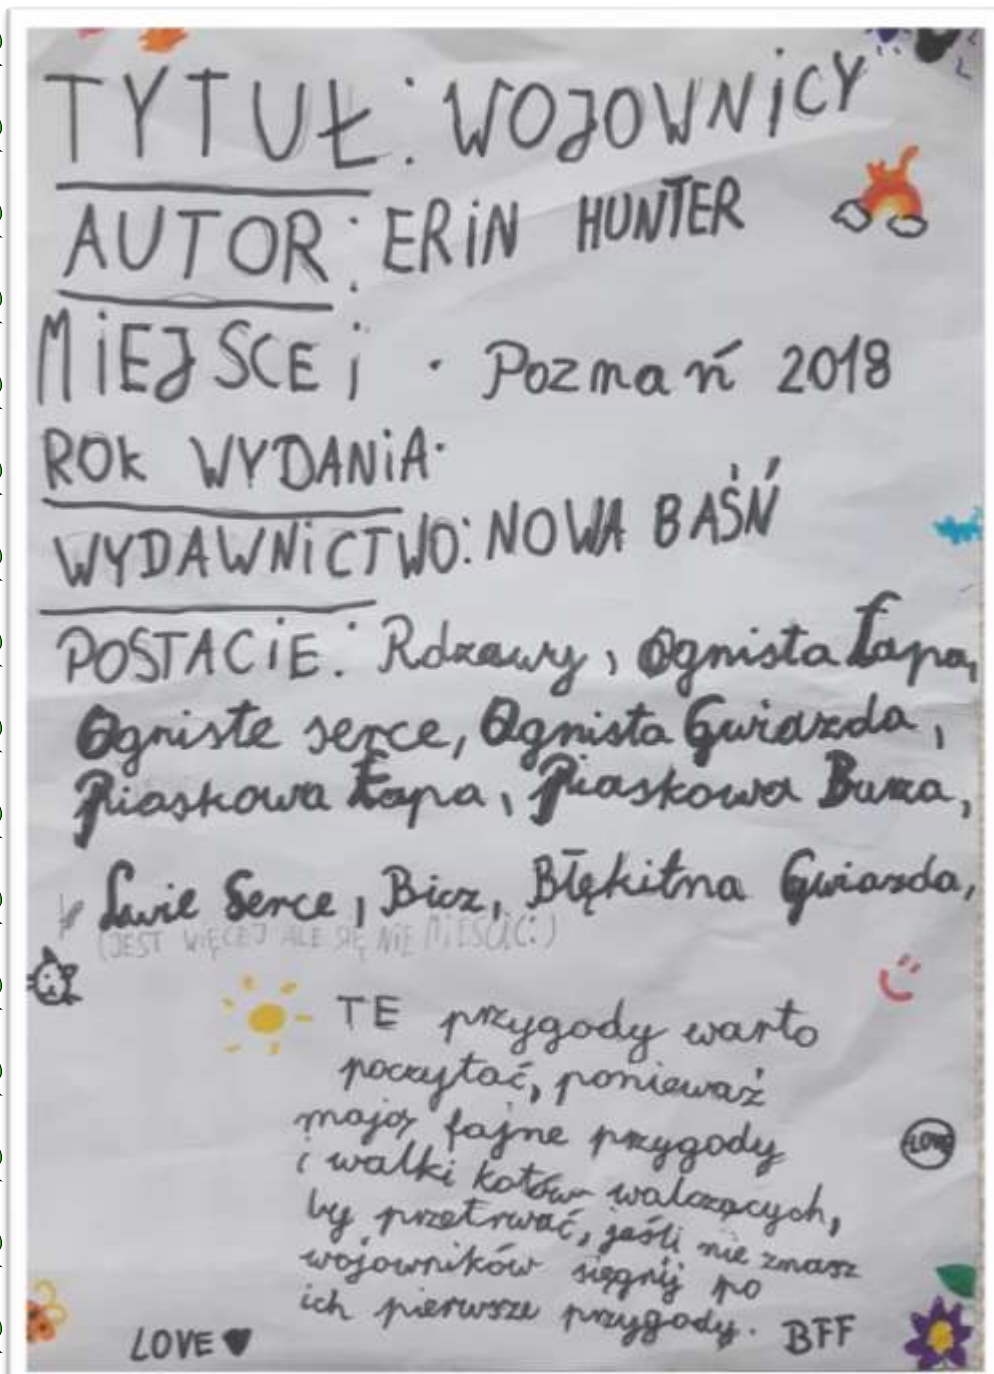 TYTUŁ: WOJOWNiCY
AUTOR: ERiN HUNTER
MiEJSCE i · Poznań 2018
ROK WYDANiA·
WYDAWNiCTWO: NOWA BAŚŃ
POSTACiE: Rdzawy, Ognista Łapa,
Ogniste serce, Ognista Gwiazda,
Piaskowa Łapa, Piaskowa Burza,
Lwie Serce, Bicz, Błękitna Gwiazda,
(JEST WIĘCEJ ALE SIĘ NIE MIEŚCIĆ:)
TE przygody warto
poczytać, ponieważ
mają fajne przygody
i walki kotów walczących,
by przetrwać, jeśli nie znasz
wojowników sięgnij po
ich pierwsze przygody.
BFF
LOVE ♥
LOVE